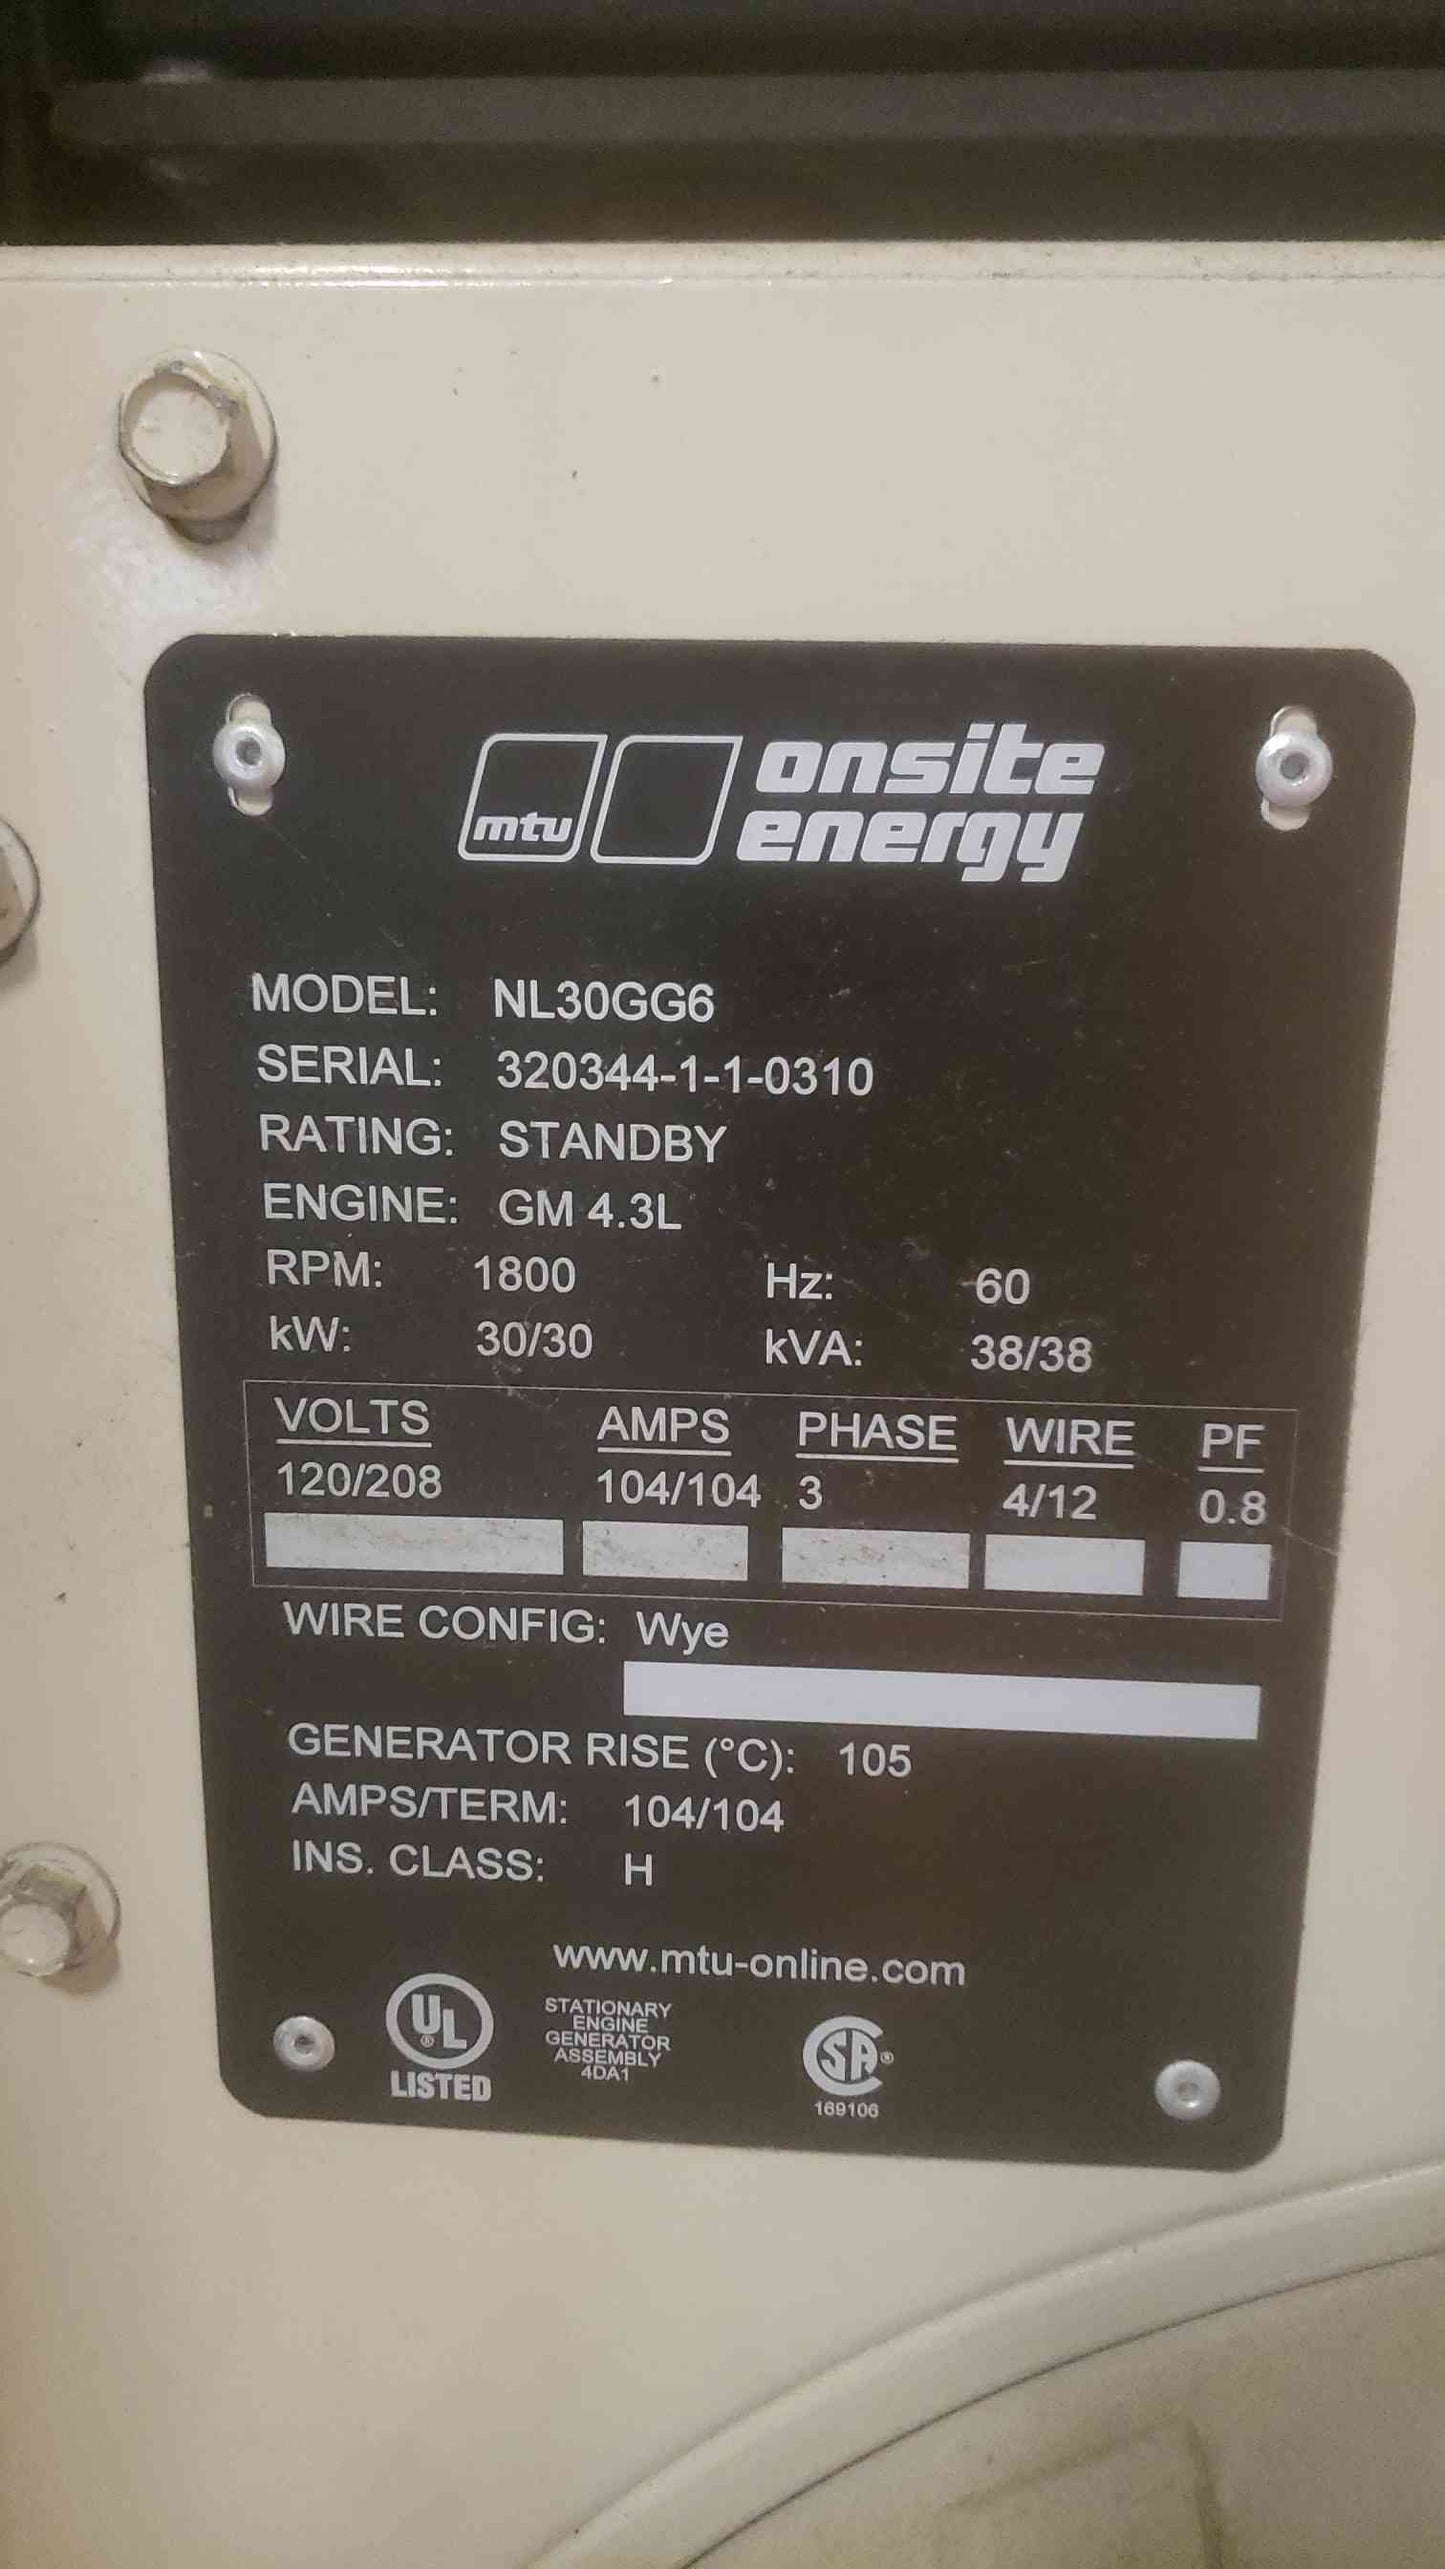 mtu onsite
energy
MODEL: NL30GG6
SERIAL: 320344-1-1-0310
RATING: STANDBY
ENGINE: GM 4.3L
RPM: 1800 Hz: 60
kW: 30/30 kVA: 38/38
VOLTS AMPS PHASE WIRE PF
120/208 104/104 3 4/12 0.8
WIRE CONFIG: Wye
GENERATOR RISE (°C): 105
AMPS/TERM: 104/104
INS. CLASS: H
www.mtu-online.com
UL ®
LISTED
STATIONARY
ENGINE
GENERATOR
ASSEMBLY
4DA1
CSA ®
169106